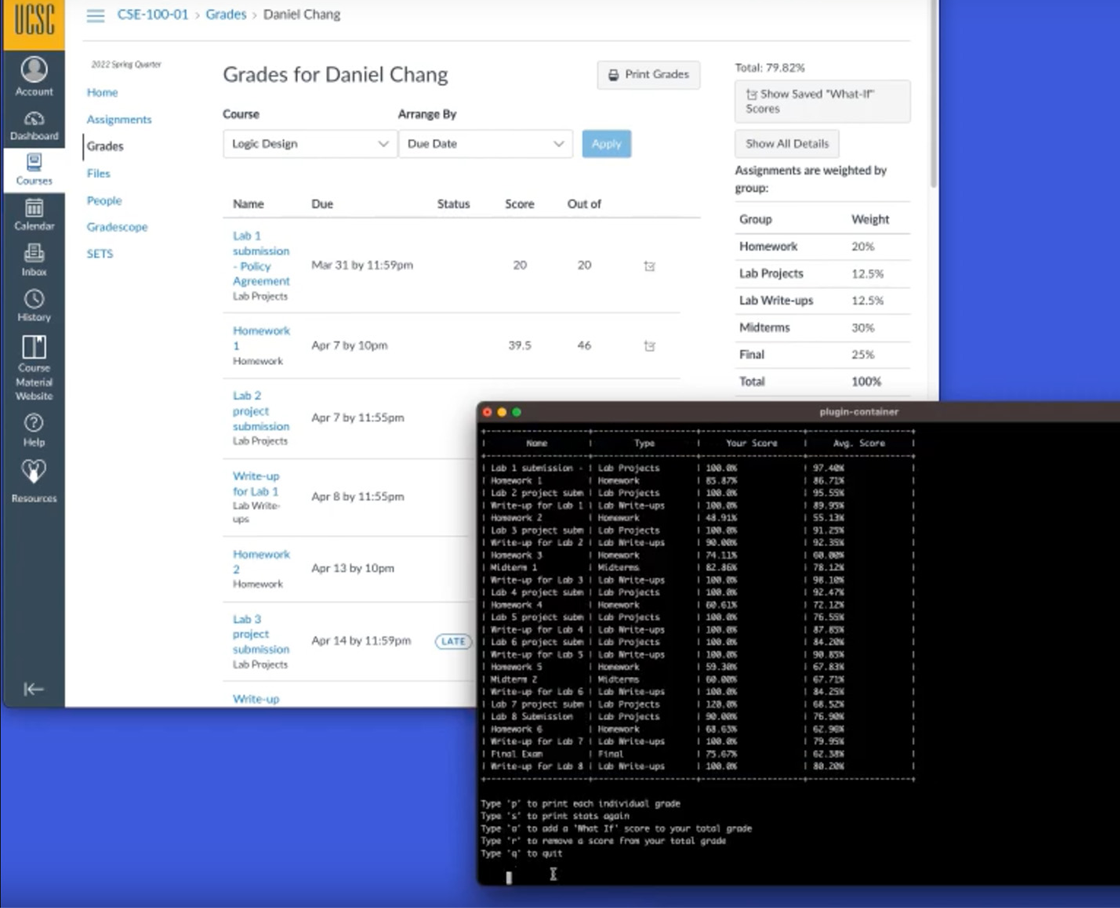 UCSC
CSE-100-01 › Grades › Daniel Chang
Account
Dashboard
Courses
Calendar
Inbox
History
Course
Material
Website
Help
Resources
2022 Spring Quarter
Home
Assignments
Grades
Files
People
Gradescope
SETS
Grades for Daniel Chang
Print Grades
Course Arrange By
Logic Design Due Date Apply
Name Due Status Score Out of
Lab 1
submission
- Policy
Agreement
Lab Projects
Mar 31 by 11:59pm 20 20
Homework
1
Homework
Apr 7 by 10pm 39.5 46
Lab 2
project
submission
Lab Projects
Apr 7 by 11:55pm
Write-up
for Lab 1
Lab Write-
ups
Apr 8 by 11:55pm
Homework
2
Homework
Apr 13 by 10pm
Lab 3
project
submission
Lab Projects
Apr 14 by 11:59pm LATE
Write-up
Total: 79.82%
Show Saved "What-If"
Scores
Show All Details
Assignments are weighted by
group:
Group Weight
Homework 20%
Lab Projects 12.5%
Lab Write-ups 12.5%
Midterms 30%
Final 25%
Total 100%
plugin-container
| Name | Type | Your Score | Avg. Score |
| Lab 1 submission - | Lab Projects | 100.0% | 97.40% |
| Homework 1 | Homework | 85.87% | 86.71% |
| Lab 2 project subm | Lab Projects | 100.0% | 95.55% |
| Write-up for Lab 1 | Lab Write-ups | 100.0% | 89.95% |
| Homework 2 | Homework | 48.91% | 55.13% |
| Lab 3 project subm | Lab Projects | 100.0% | 91.25% |
| Write-up for Lab 2 | Lab Write-ups | 90.00% | 92.35% |
| Homework 3 | Homework | 74.11% | 60.00% |
| Midterm 1 | Midterms | 82.86% | 78.12% |
| Write-up for Lab 3 | Lab Write-ups | 100.0% | 98.10% |
| Lab 4 project subm | Lab Projects | 100.0% | 92.47% |
| Homework 4 | Homework | 60.61% | 72.12% |
| Lab 5 project subm | Lab Projects | 100.0% | 76.55% |
| Write-up for Lab 4 | Lab Write-ups | 100.0% | 87.85% |
| Lab 6 project subm | Lab Projects | 100.0% | 84.20% |
| Write-up for Lab 5 | Lab Write-ups | 100.0% | 90.85% |
| Homework 5 | Homework | 59.30% | 67.83% |
| Midterm 2 | Midterms | 60.00% | 67.71% |
| Write-up for Lab 6 | Lab Write-ups | 100.0% | 84.25% |
| Lab 7 project subm | Lab Projects | 120.0% | 68.52% |
| Lab 8 Submission | Lab Projects | 90.00% | 76.90% |
| Homework 6 | Homework | 68.63% | 62.90% |
| Write-up for Lab 7 | Lab Write-ups | 100.0% | 79.95% |
| Final Exam | Final | 75.67% | 62.38% |
| Write-up for Lab 8 | Lab Write-ups | 100.0% | 80.20% |
Type 'p' to print each individual grade
Type 's' to print stats again
Type 'a' to add a 'What If' score to your total grade
Type 'r' to remove a score from your total grade
Type 'q' to quit